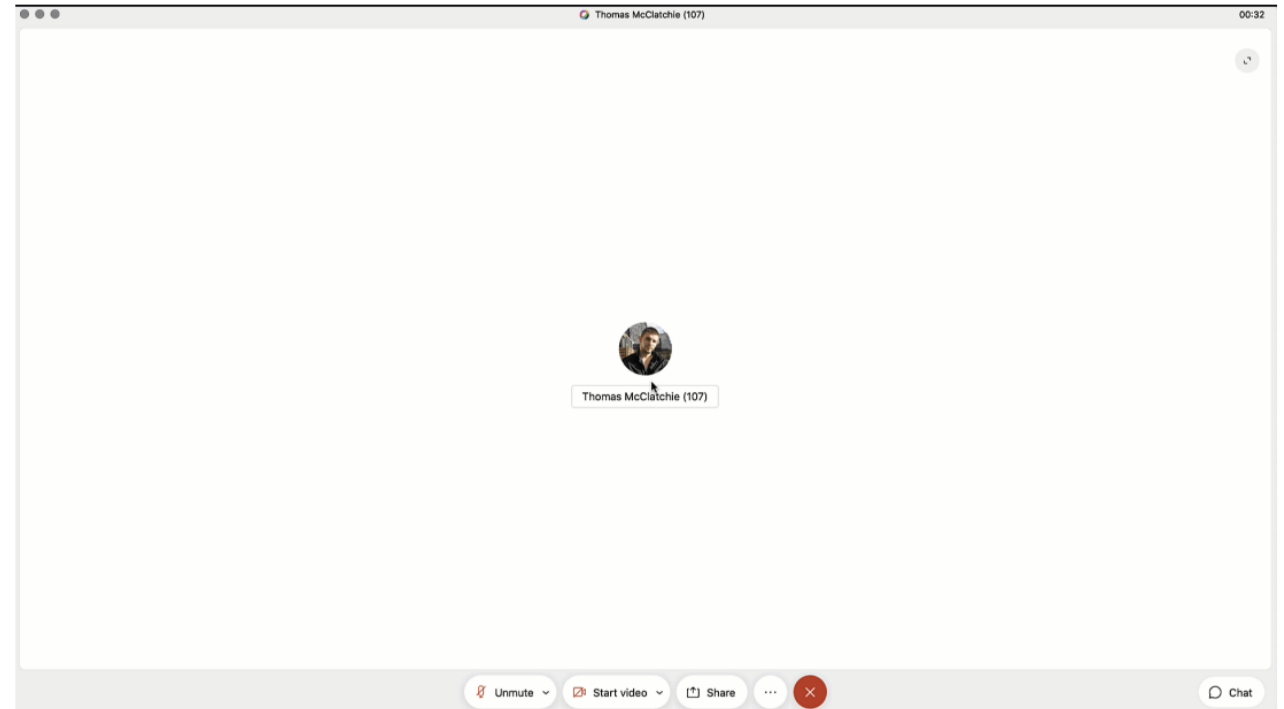 Thomas McClatchie (107)
00:32
Thomas McClatchie (107)
Unmute
Start video
Share
Chat